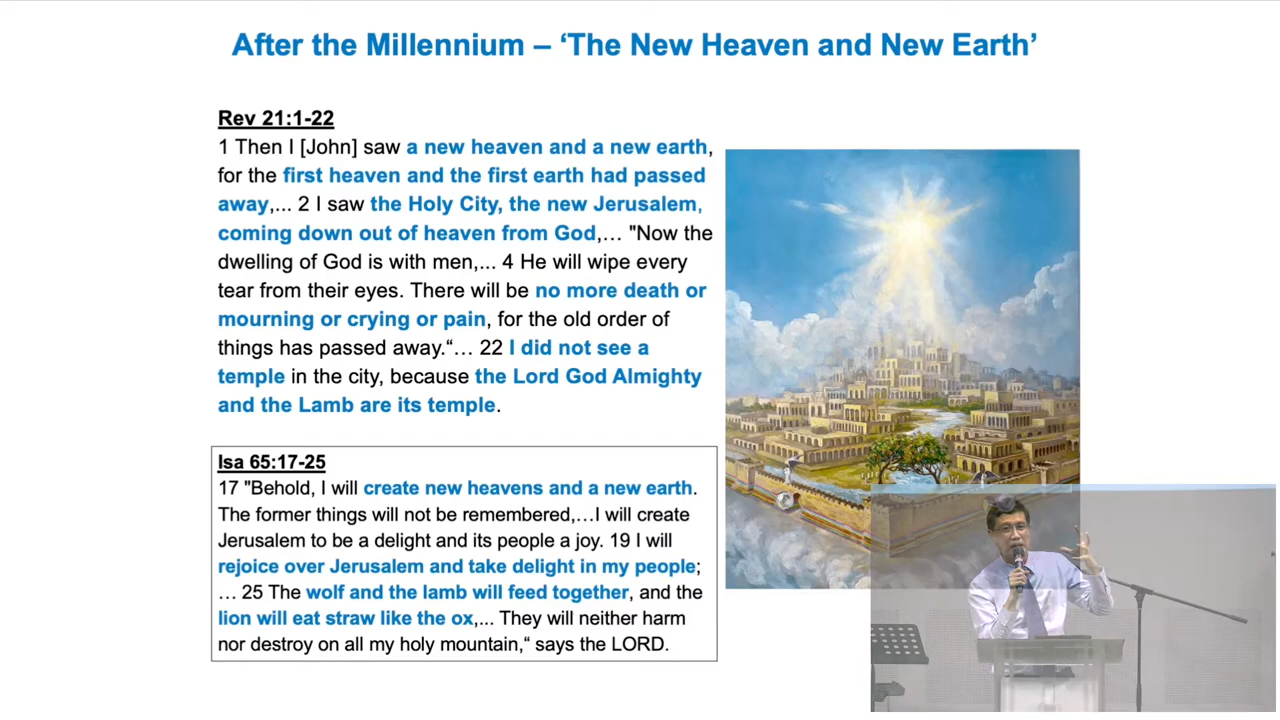 After the Millennium – ‘The New Heaven and New Earth’
Rev 21:1-22
1 Then I [John] saw a new heaven and a new earth,
for the first heaven and the first earth had passed
away,... 2 I saw the Holy City, the new Jerusalem,
coming down out of heaven from God,… "Now the
dwelling of God is with men,... 4 He will wipe every
tear from their eyes. There will be no more death or
mourning or crying or pain, for the old order of
things has passed away.“… 22 I did not see a
temple in the city, because the Lord God Almighty
and the Lamb are its temple.
Isa 65:17-25
17 "Behold, I will create new heavens and a new earth.
The former things will not be remembered,…I will create
Jerusalem to be a delight and its people a joy. 19 I will
rejoice over Jerusalem and take delight in my people;
… 25 The wolf and the lamb will feed together, and the
lion will eat straw like the ox,... They will neither harm
nor destroy on all my holy mountain,“ says the LORD.